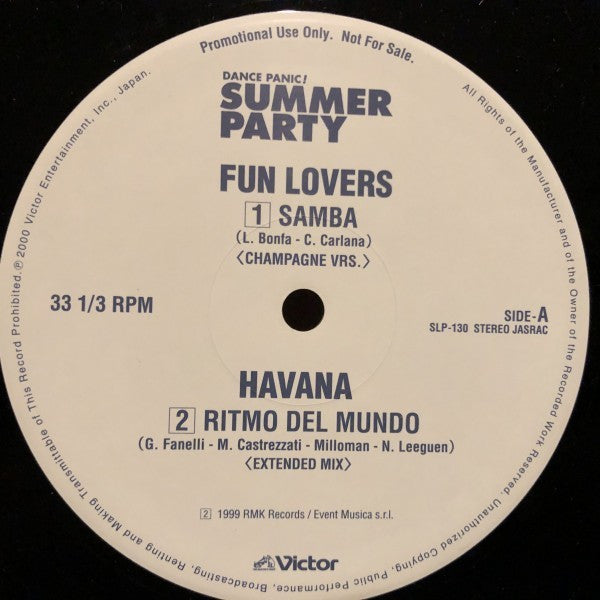 Promotional Use Only. Not For Sale.
DANCE PANIC!
SUMMER
PARTY
FUN LOVERS
1 SAMBA
(L. Bonfa - C. Carlana)
〈CHAMPAGNE VRS.〉
33 1/3 RPM
SIDE-A
SLP-130 STEREO JASRAC
HAVANA
2 RITMO DEL MUNDO
(G. Fanelli - M. Castrezzati - Milloman - N. Leeguen)
〈EXTENDED MIX〉
2 1999 RMK Records / Event Musica s.r.l.
Victor
All Rights of the Manufacturer and of the Owner of the Recorded Work Reserved. Unauthorized Copying, Public Performance, Broadcasting, Renting and Making Transmittable of This Record Prohibited. ℗ 2000 Victor Entertainment, Inc., Japan.